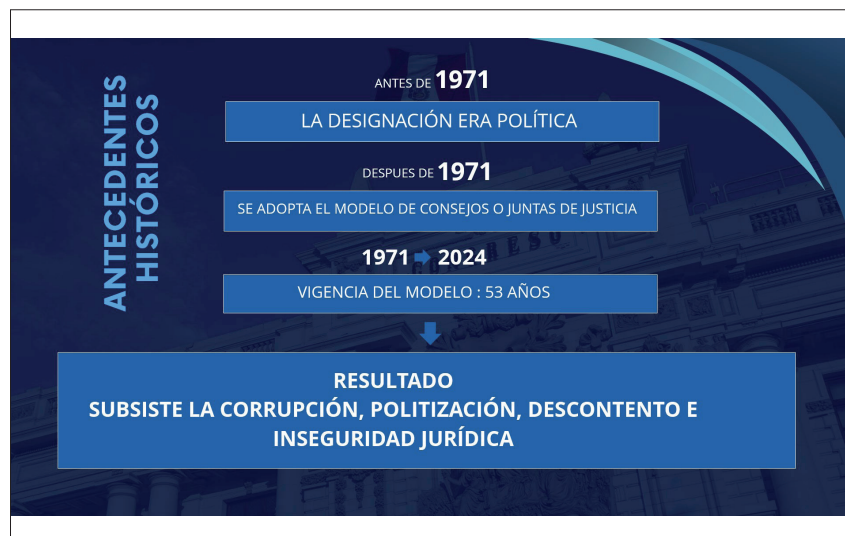 ANTECEDENTES
HISTÓRICOS
ANTES DE 1971
LA DESIGNACIÓN ERA POLÍTICA
DESPUES DE 1971
SE ADOPTA EL MODELO DE CONSEJOS O JUNTAS DE JUSTICIA
1971 2024
VIGENCIA DEL MODELO : 53 AÑOS
RESULTADO
SUBSISTE LA CORRUPCIÓN, POLITIZACIÓN, DESCONTENTO E
INSEGURIDAD JURÍDICA